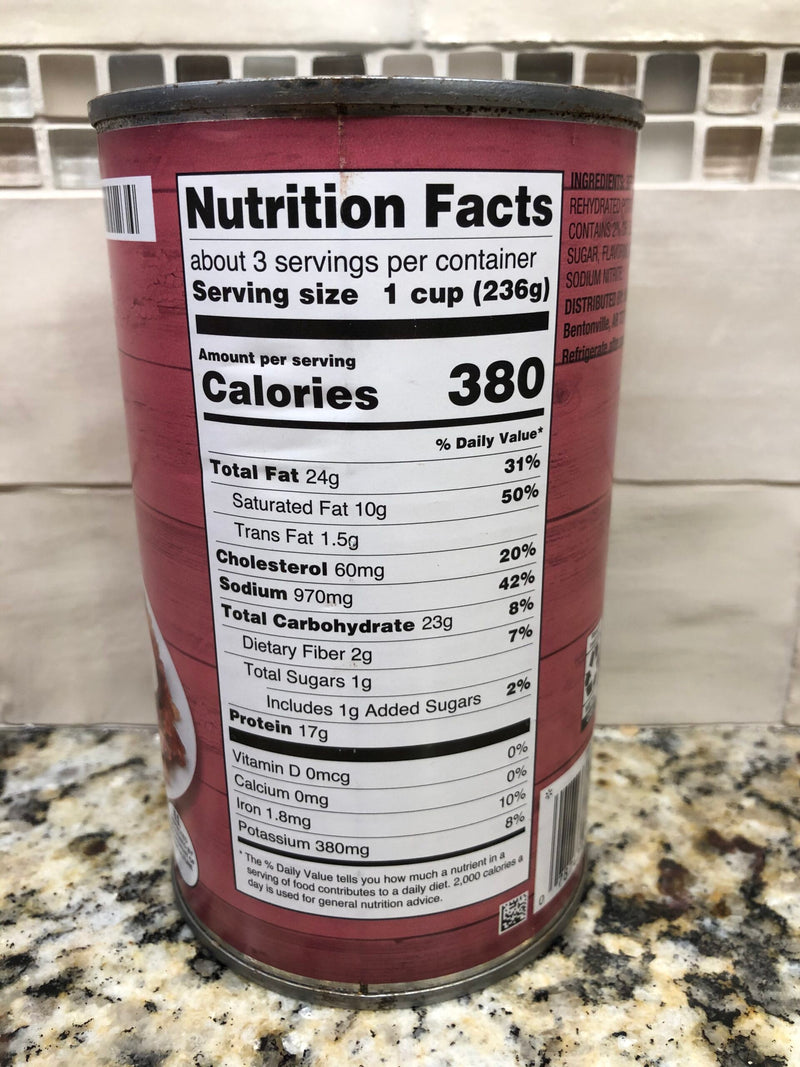 Nutrition Facts
about 3 servings per container
Serving size 1 cup (236g)
Amount per serving
Calories 380
% Daily Value*
Total Fat 24g 31%
Saturated Fat 10g 50%
Trans Fat 1.5g
Cholesterol 60mg 20%
Sodium 970mg 42%
Total Carbohydrate 23g 8%
Dietary Fiber 2g 7%
Total Sugars 1g
Includes 1g Added Sugars 2%
Protein 17g
Vitamin D 0mcg 0%
Calcium 0mg 0%
Iron 1.8mg 10%
Potassium 380mg 8%
* The % Daily Value tells you how much a nutrient in a
serving of food contributes to a daily diet. 2,000 calories a
day is used for general nutrition advice.
INGREDIENTS:
REHYDRATED
CONTAINS 2%
SUGAR,
SODIUM NITRITE
DISTRIBUTED
Bentonville, AR
Refrigerate